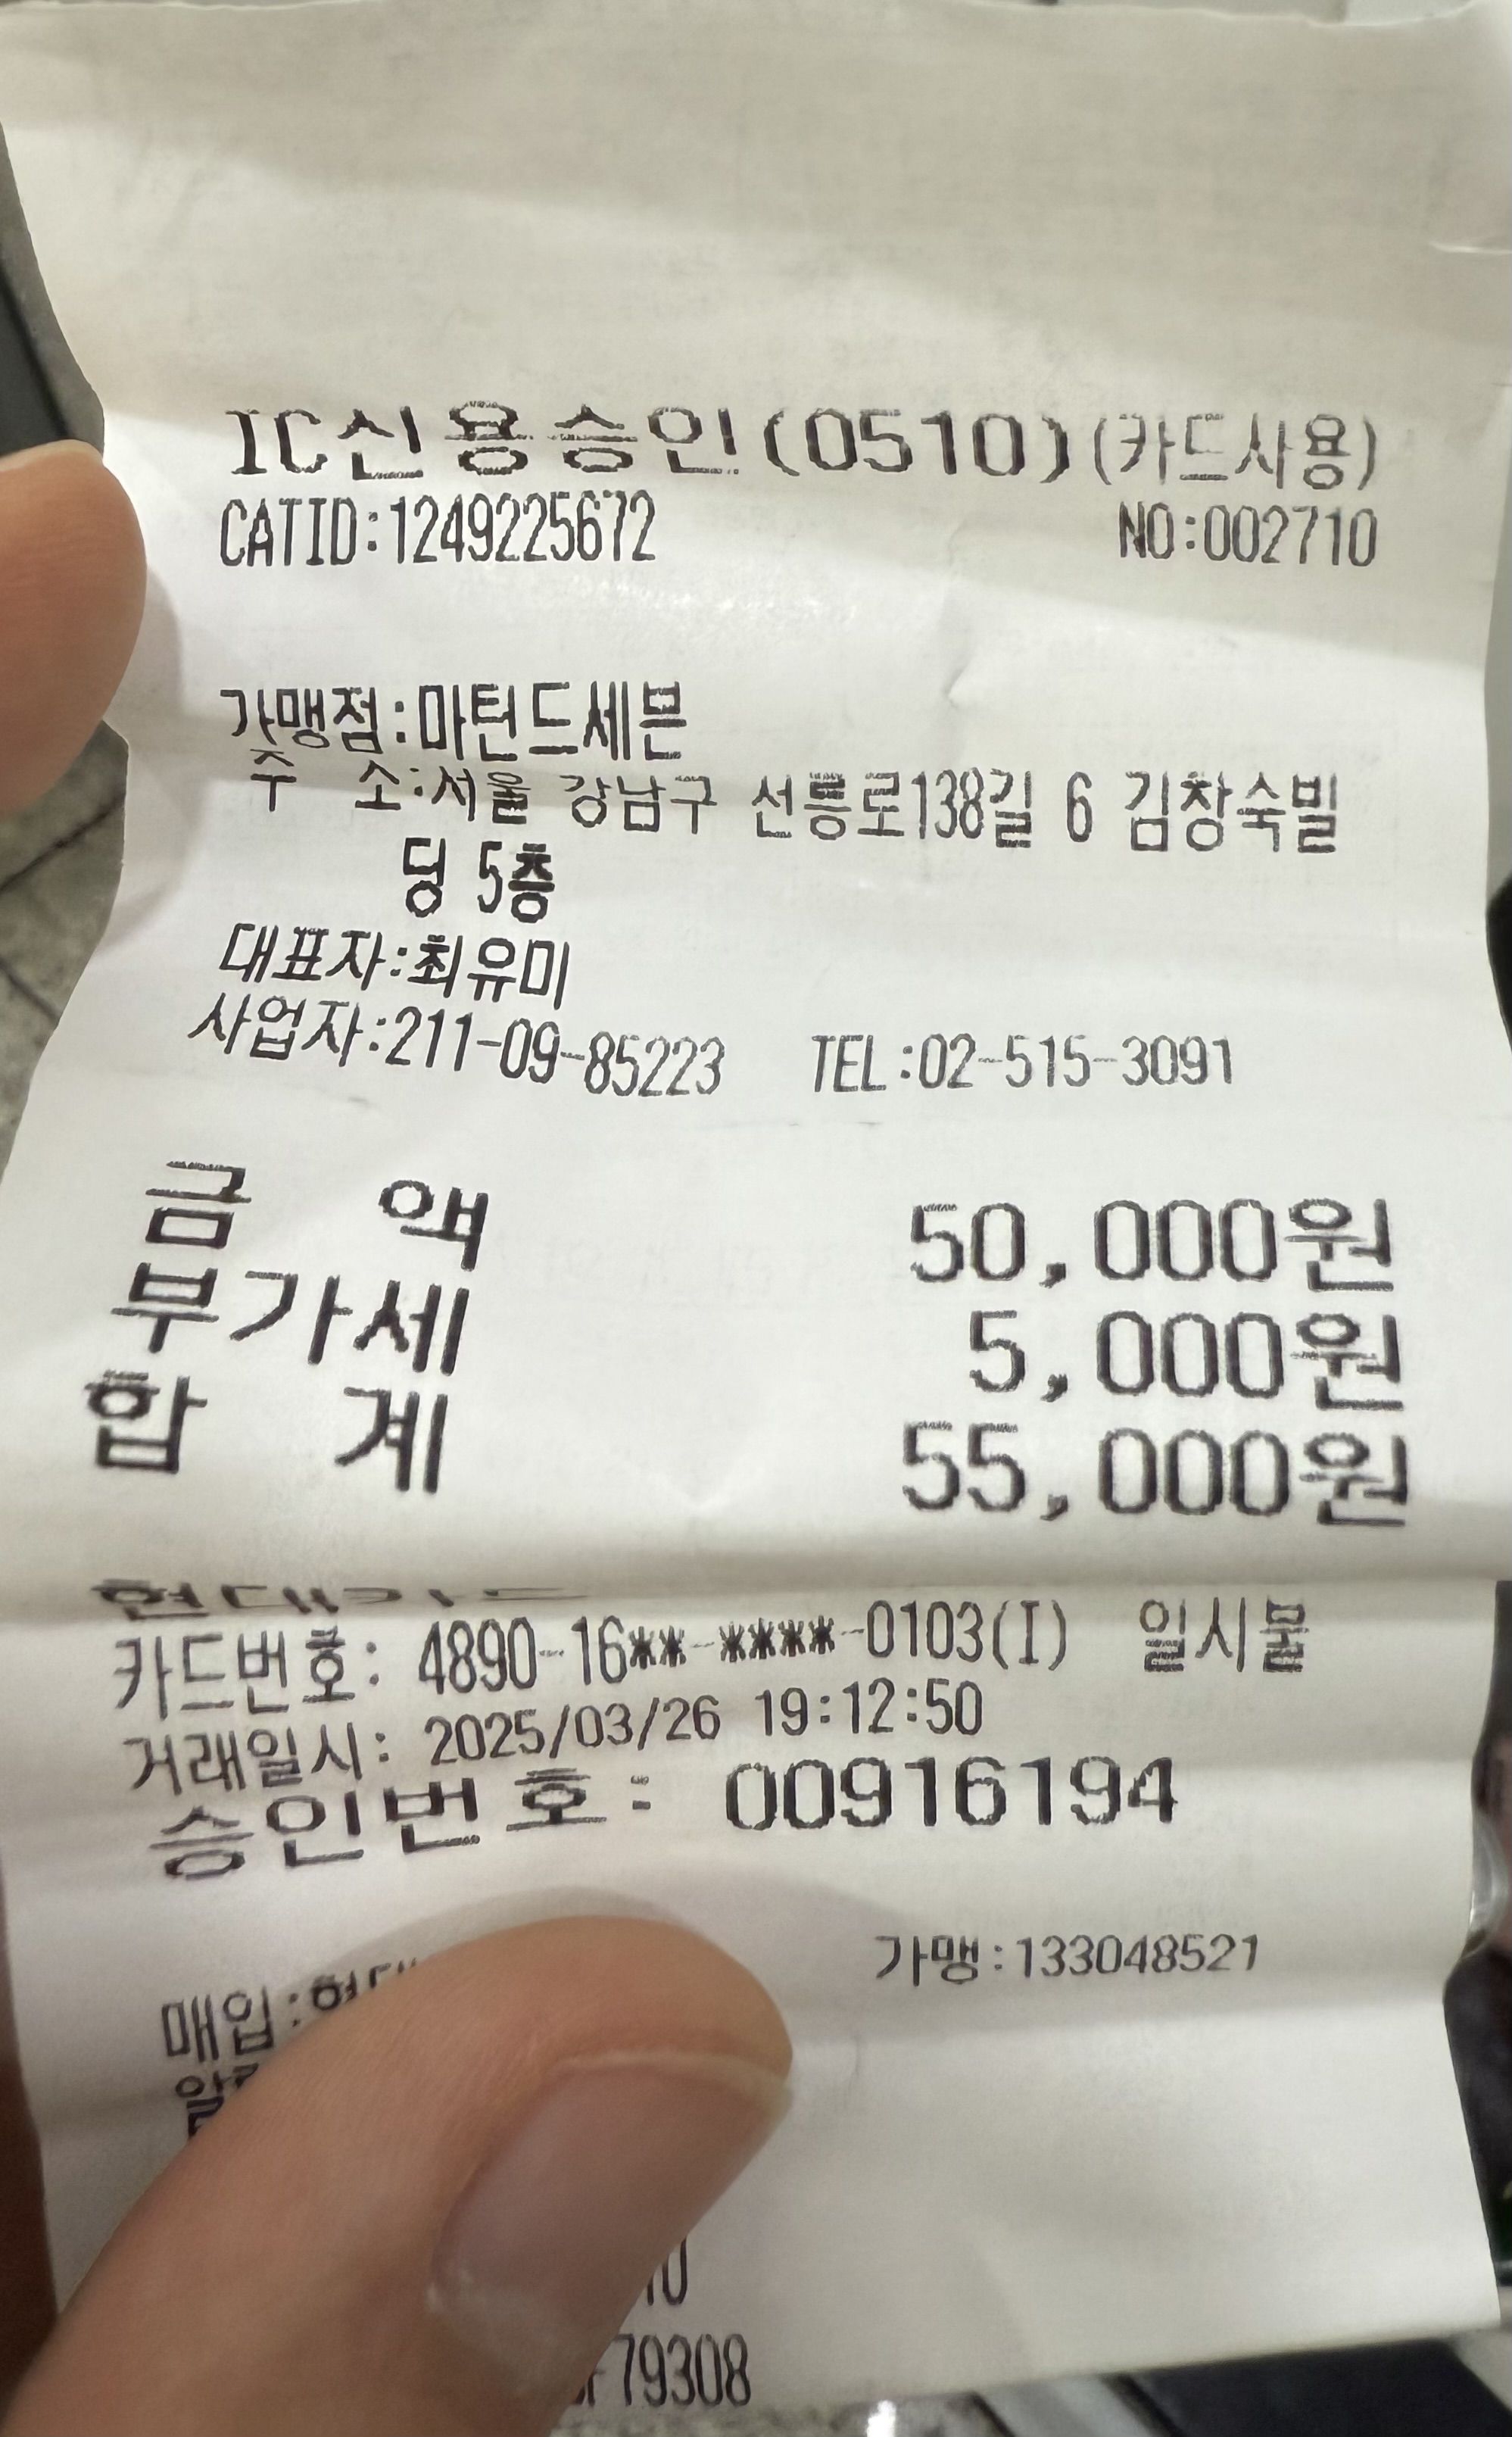 IC신용승인(0510)(카드사용)
CATID:1249225672 NO:002710
가맹점:마턴드세븐
주 소:서울 강남구 선릉로138길 6 김창숙빌
딩 5층
대표자:최유미
사업자:211-09-85223 TEL:02-515-3091
금 액 50,000원
부가세 5,000원
합 계 55,000원
현대카드
카드번호: 4890-16**-****-0103(I) 일시불
거래일시: 2025/03/26 19:12:50
승인번호: 00916194
매입: 가맹:133048521
F79308